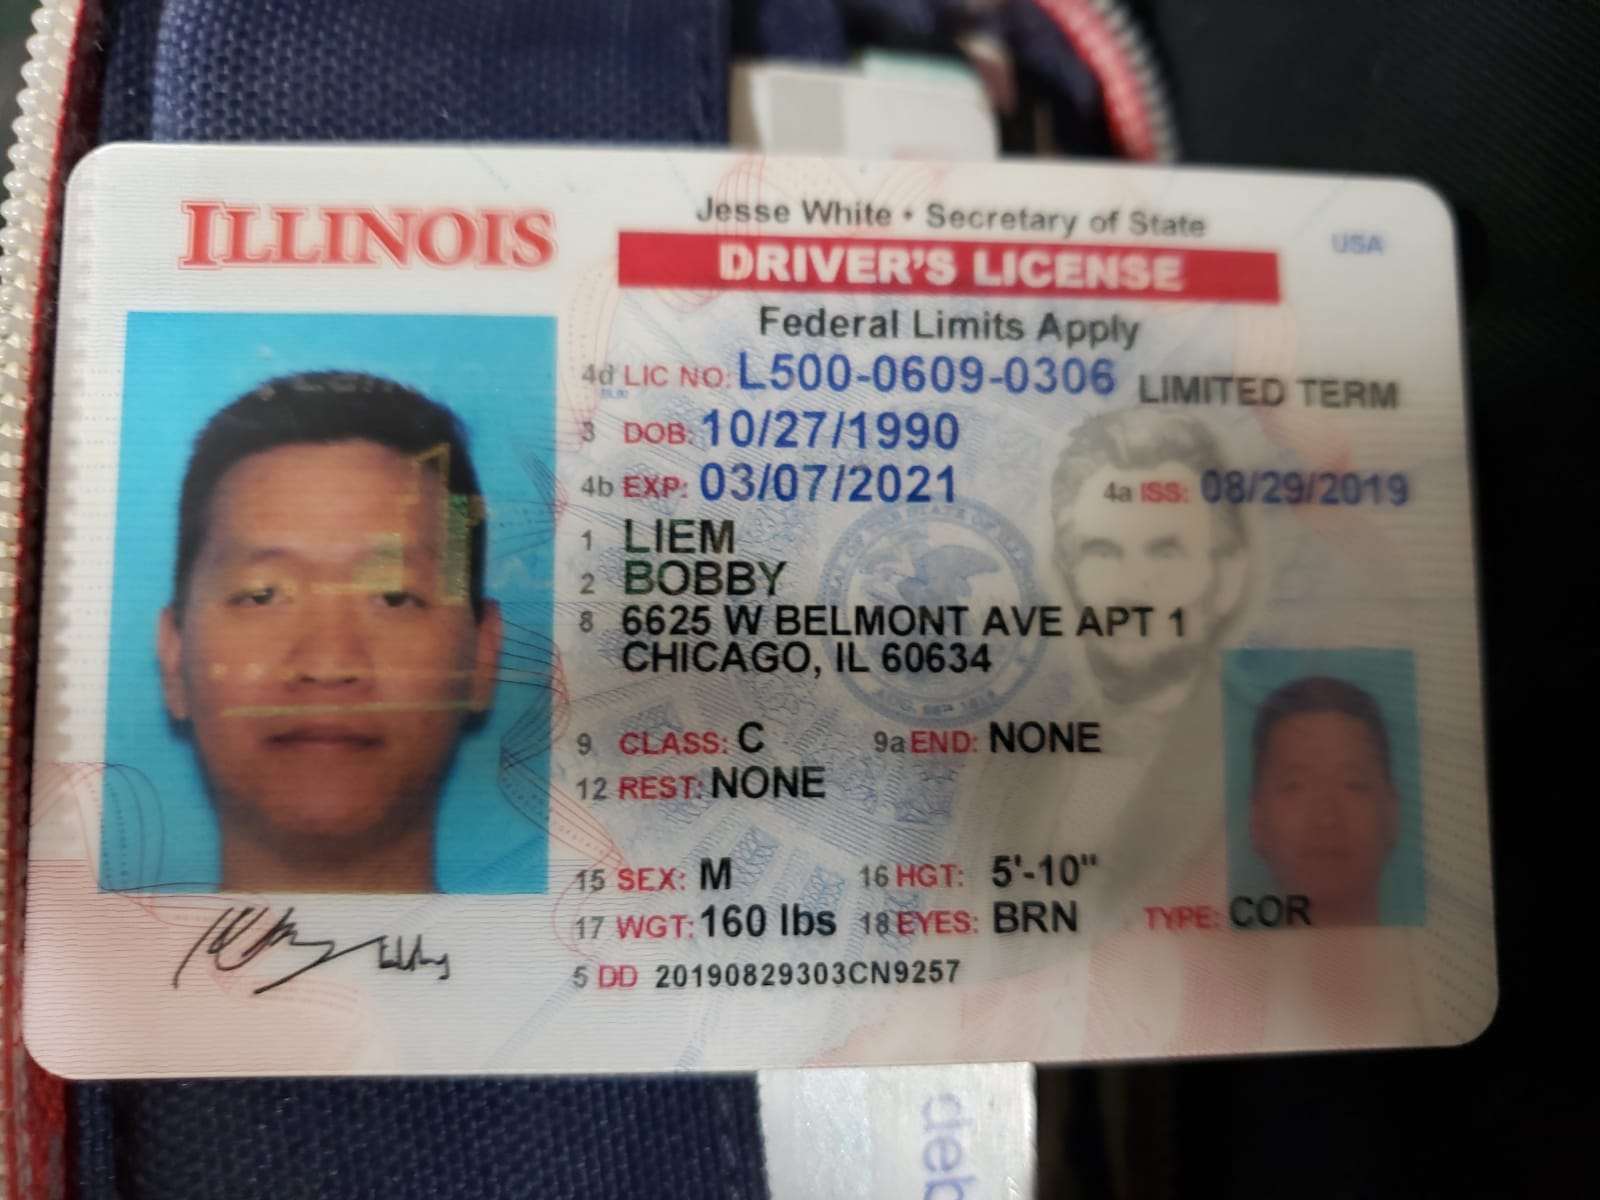 ILLINOIS
Jesse White • Secretary of State
USA
DRIVER'S LICENSE
Federal Limits Apply
4d LIC NO: L500-0609-0306 LIMITED TERM
3 DOB: 10/27/1990
4b EXP: 03/07/2021 4a ISS: 08/29/2019
1 LIEM
2 BOBBY
8 6625 W BELMONT AVE APT 1
CHICAGO, IL 60634
9 CLASS: C 9a END: NONE
12 REST: NONE
15 SEX: M 16 HGT: 5'-10"
17 WGT: 160 lbs 18 EYES: BRN TYPE: COR
5 DD 20190829303CN9257
deb